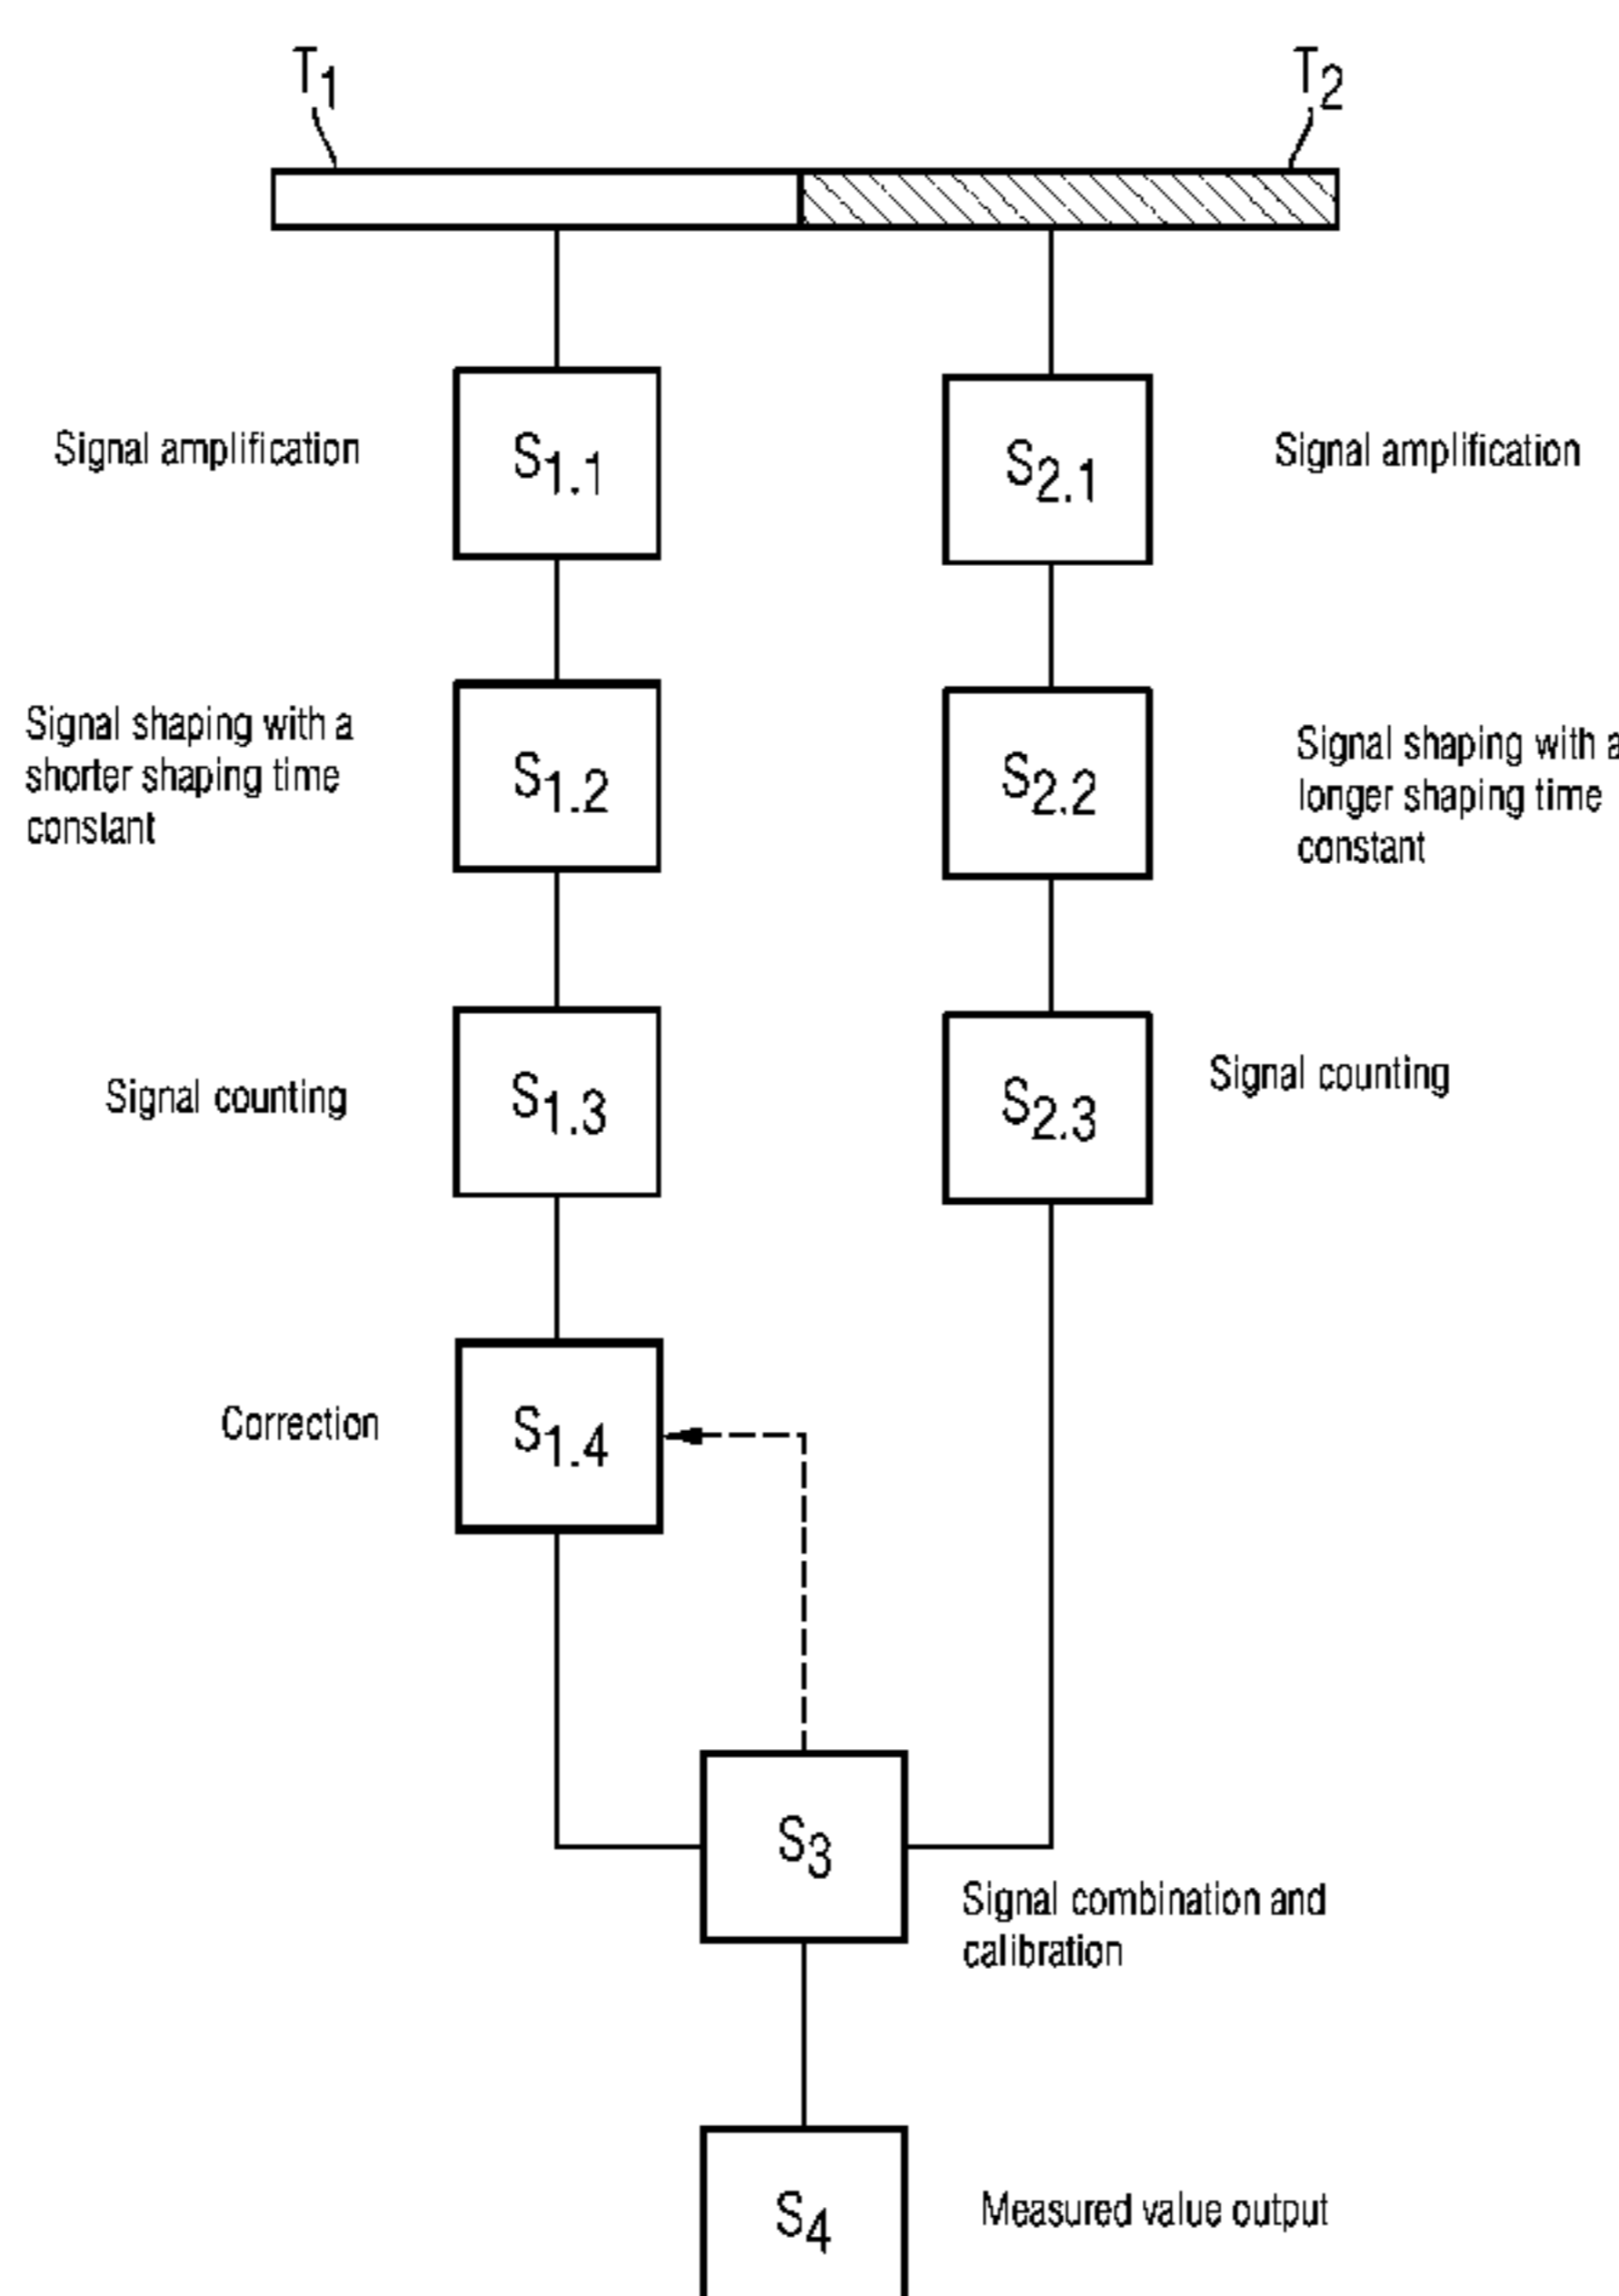 T1
T2
Signal amplification
S1.1
S2.1
Signal amplification
Signal shaping with a
shorter shaping time
constant
S1.2
S2.2
Signal shaping with a
longer shaping time
constant
Signal counting
S1.3
S2.3
Signal counting
Correction
S1.4
S3
Signal combination and
calibration
S4
Measured value output